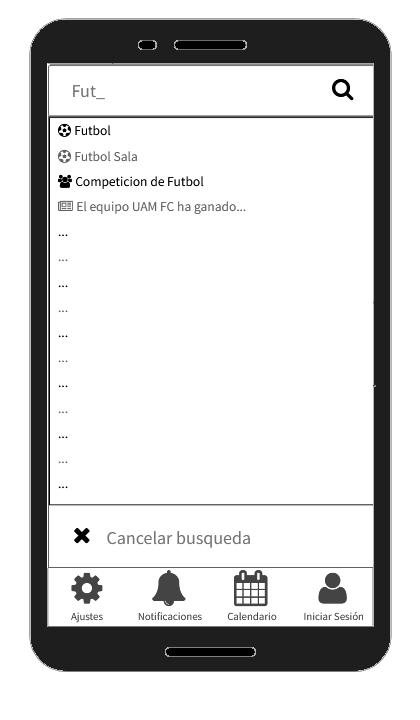 Fut_
Futbol
Futbol Sala
Competicion de Futbol
El equipo UAM FC ha ganado...
...
...
...
...
...
...
...
...
...
...
...
Cancelar busqueda
Ajustes
Notificaciones
Calendario
Iniciar Sesión